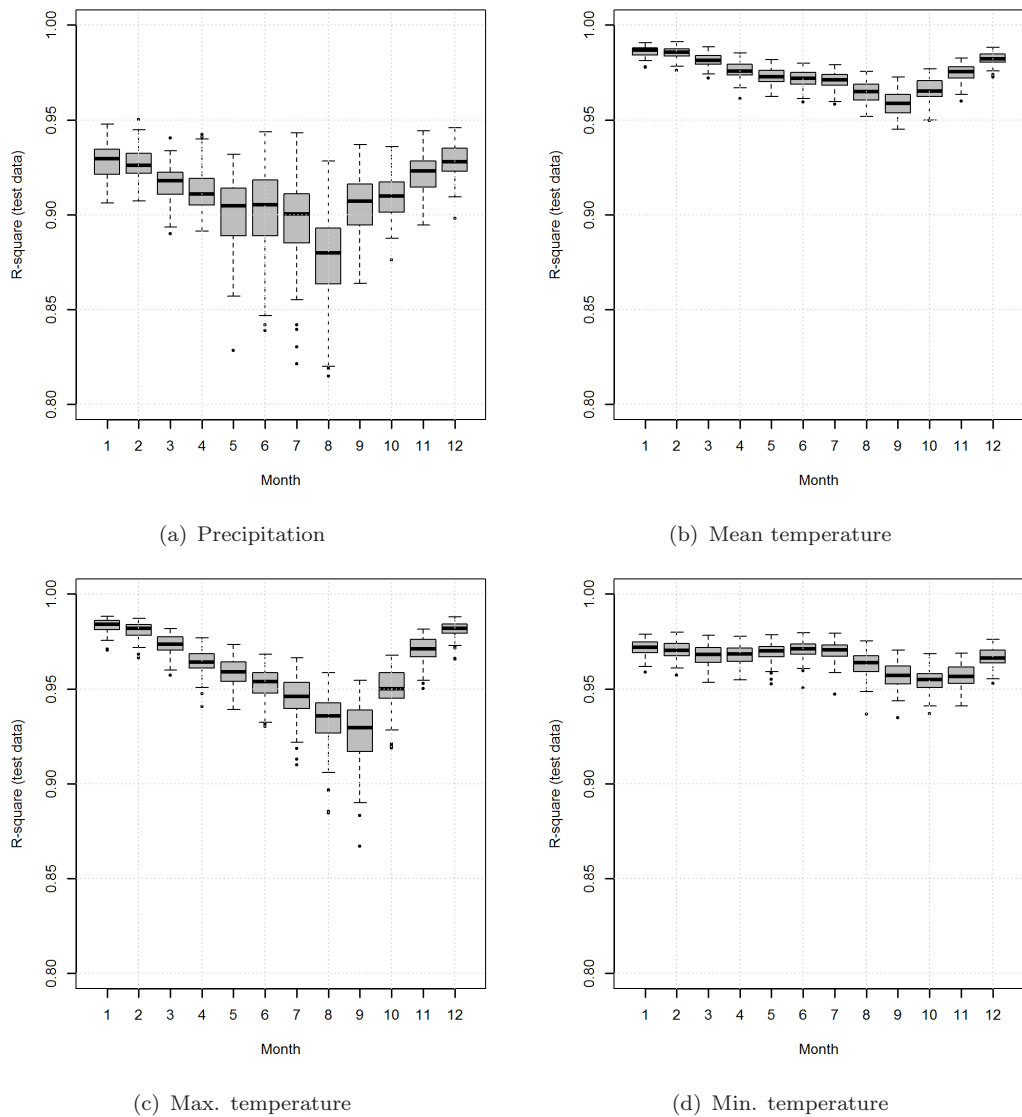 R-square (test data)
1.00
0.95
0.90
0.85
0.80
1 2 3 4 5 6 7 8 9 10 11 12
Month
(a) Precipitation
R-square (test data)
1.00
0.95
0.90
0.85
0.80
1 2 3 4 5 6 7 8 9 10 11 12
Month
(b) Mean temperature
R-square (test data)
1.00
0.95
0.90
0.85
0.80
1 2 3 4 5 6 7 8 9 10 11 12
Month
(c) Max. temperature
R-square (test data)
1.00
0.95
0.90
0.85
0.80
1 2 3 4 5 6 7 8 9 10 11 12
Month
(d) Min. temperature